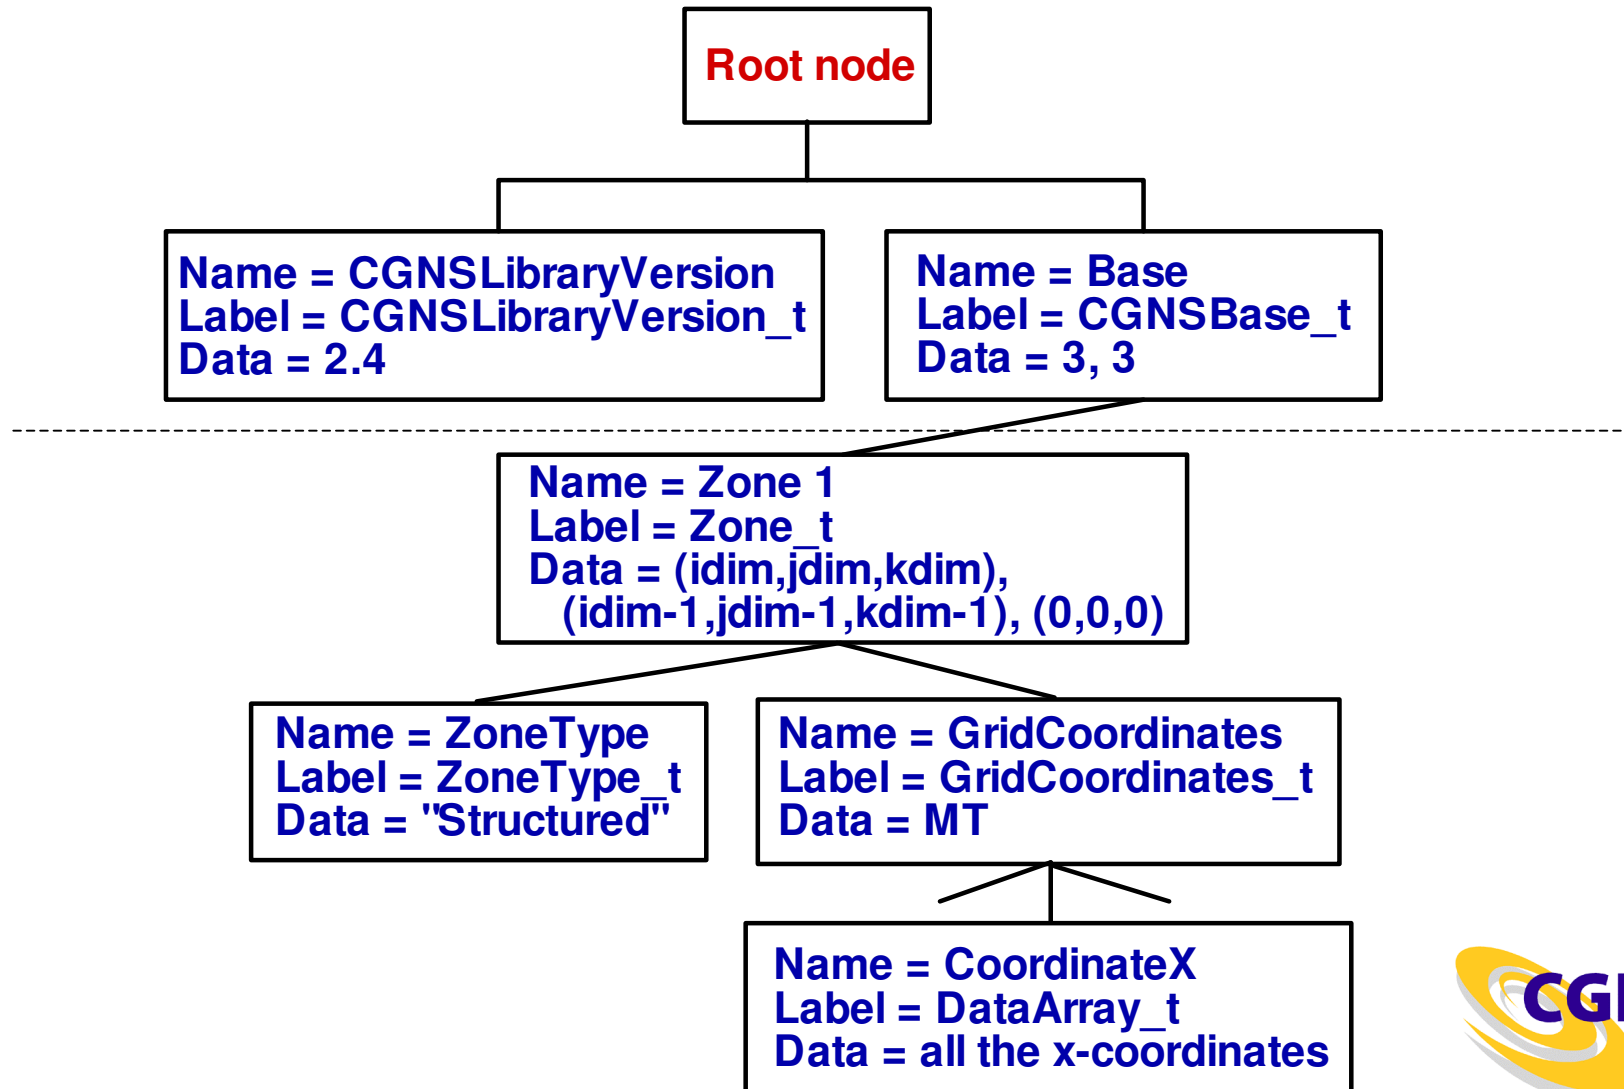 Root node
Name = CGNSLibraryVersion
Label = CGNSLibraryVersion_t
Data = 2.4
Name = Base
Label = CGNSBase_t
Data = 3, 3
Name = Zone 1
Label = Zone_t
Data = (idim,jdim,kdim),
(idim-1,jdim-1,kdim-1), (0,0,0)
Name = ZoneType
Label = ZoneType_t
Data = "Structured"
Name = GridCoordinates
Label = GridCoordinates_t
Data = MT
Name = CoordinateX
Label = DataArray_t
Data = all the x-coordinates